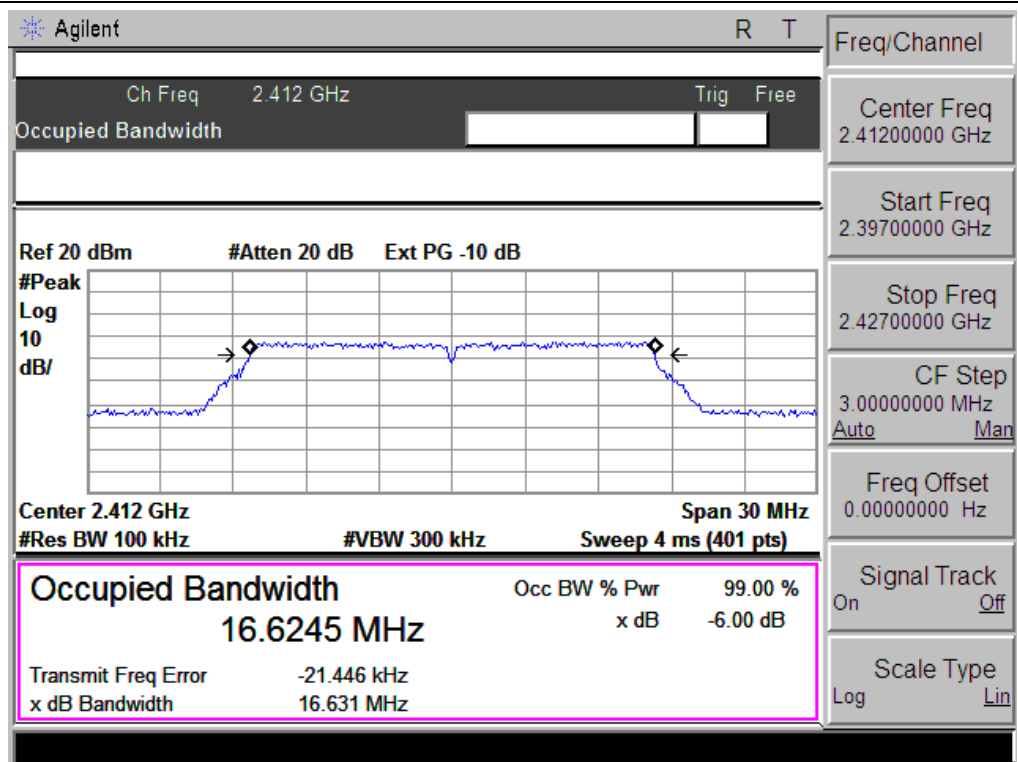 Agilent R T
Ch Freq 2.412 GHz Trig Free
Occupied Bandwidth
Ref 20 dBm #Atten 20 dB Ext PG -10 dB
#Peak
Log
10
dB/
Center 2.412 GHz Span 30 MHz
#Res BW 100 kHz #VBW 300 kHz Sweep 4 ms (401 pts)
Occupied Bandwidth Occ BW % Pwr 99.00 %
16.6245 MHz x dB -6.00 dB
Transmit Freq Error -21.446 kHz
x dB Bandwidth 16.631 MHz
Freq/Channel
Center Freq
2.41200000 GHz
Start Freq
2.39700000 GHz
Stop Freq
2.42700000 GHz
CF Step
3.00000000 MHz
Auto Man
Freq Offset
0.00000000 Hz
Signal Track
On Off
Scale Type
Log Lin